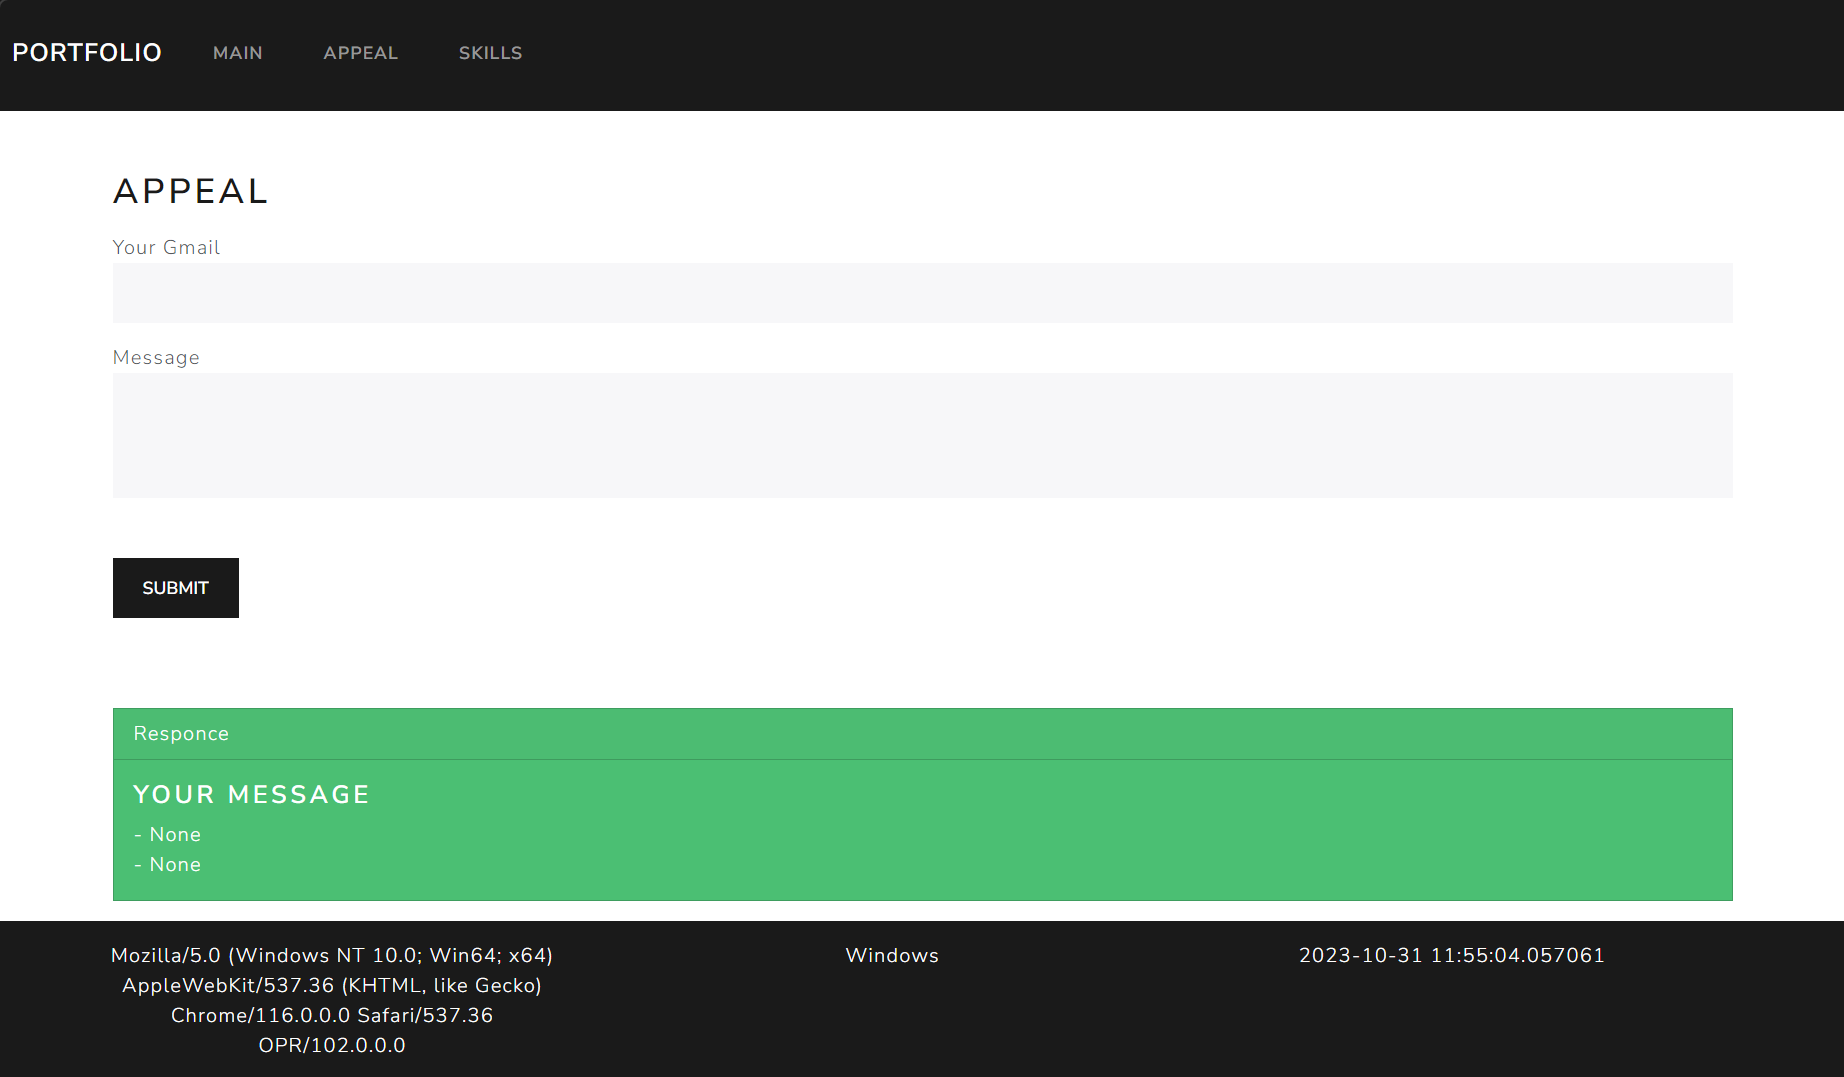 PORTFOLIO MAIN APPEAL SKILLS
APPEAL
Your Gmail
Message
SUBMIT
Responce
YOUR MESSAGE
- None
- None
Mozilla/5.0 (Windows NT 10.0; Win64; x64)
AppleWebKit/537.36 (KHTML, like Gecko)
Chrome/116.0.0.0 Safari/537.36
OPR/102.0.0.0
Windows
2023-10-31 11:55:04.057061